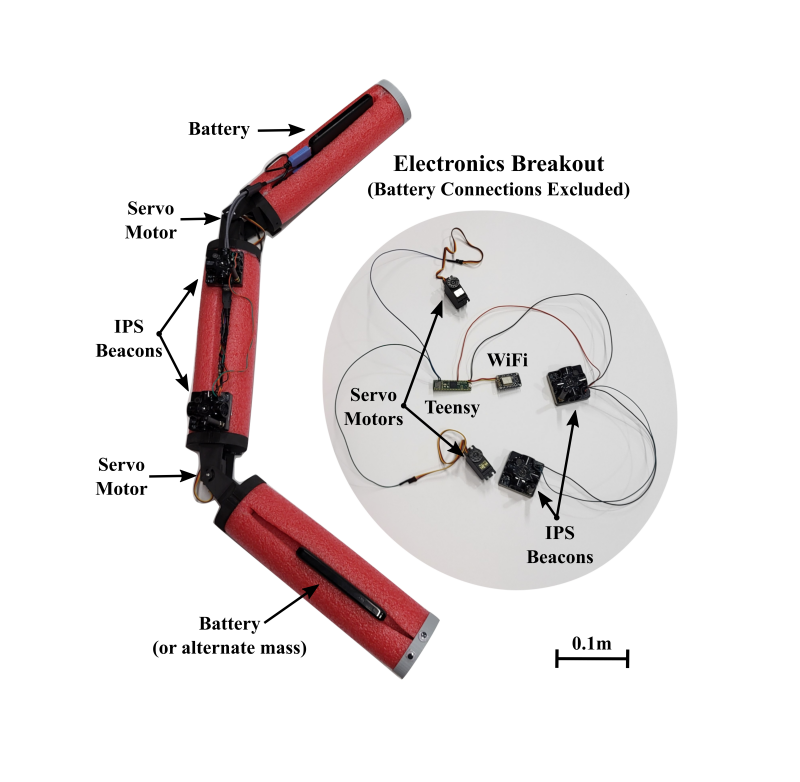 Battery
Electronics Breakout
(Battery Connections Excluded)
Servo
Motor
IPS
Beacons
WiFi
Servo
Motors
Teensy
Servo
Motor
IPS
Beacons
Battery
(or alternate mass)
0.1m